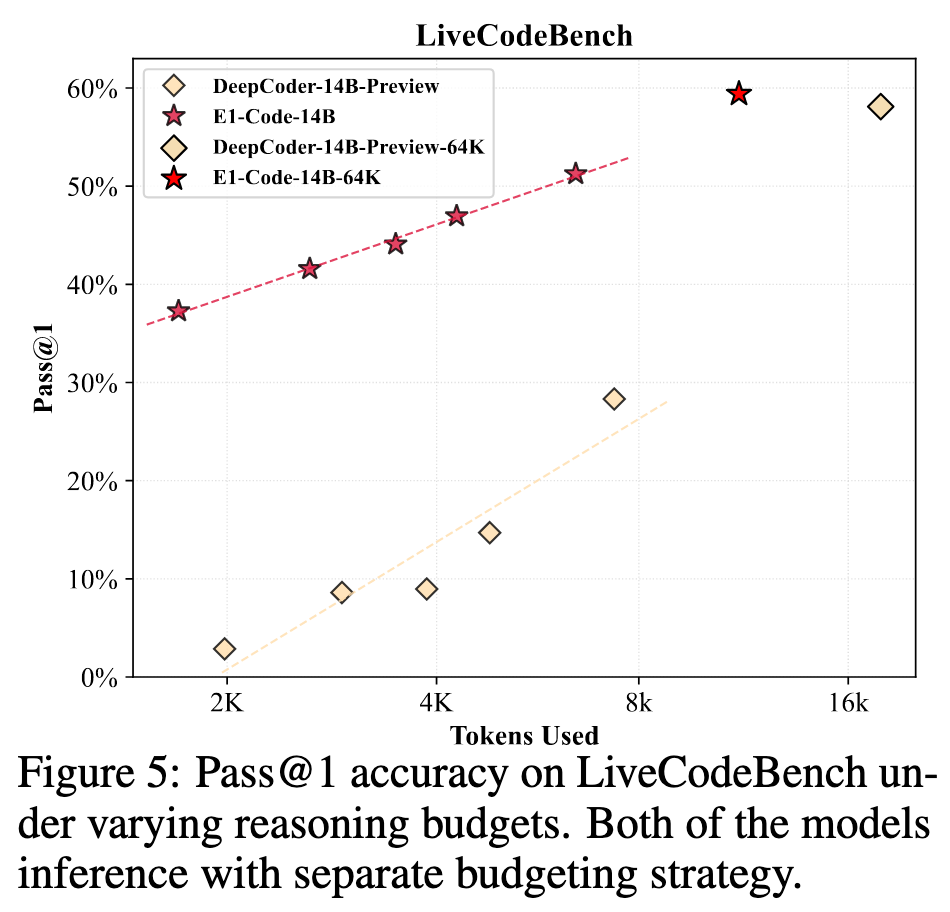 LiveCodeBench
DeepCoder-14B-Preview
E1-Code-14B
DeepCoder-14B-Preview-64K
E1-Code-14B-64K
60%
50%
40%
30%
20%
10%
0%
Pass@1
2K 4K 8k 16k
Tokens Used
Figure 5: Pass@1 accuracy on LiveCodeBench un-
der varying reasoning budgets. Both of the models
inference with separate budgeting strategy.